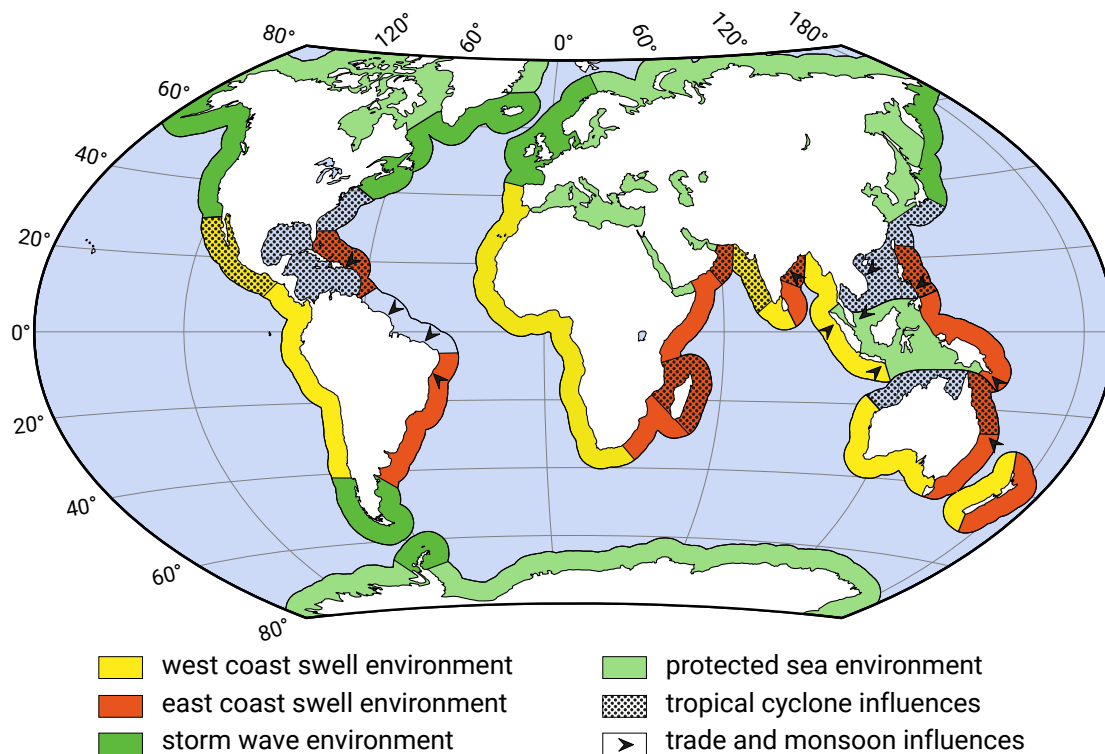 80° 120° 60° 0° 60° 120° 180°
60°
40°
20°
0°
20°
40°
60°
80°
west coast swell environment
east coast swell environment
storm wave environment
protected sea environment
tropical cyclone influences
trade and monsoon influences